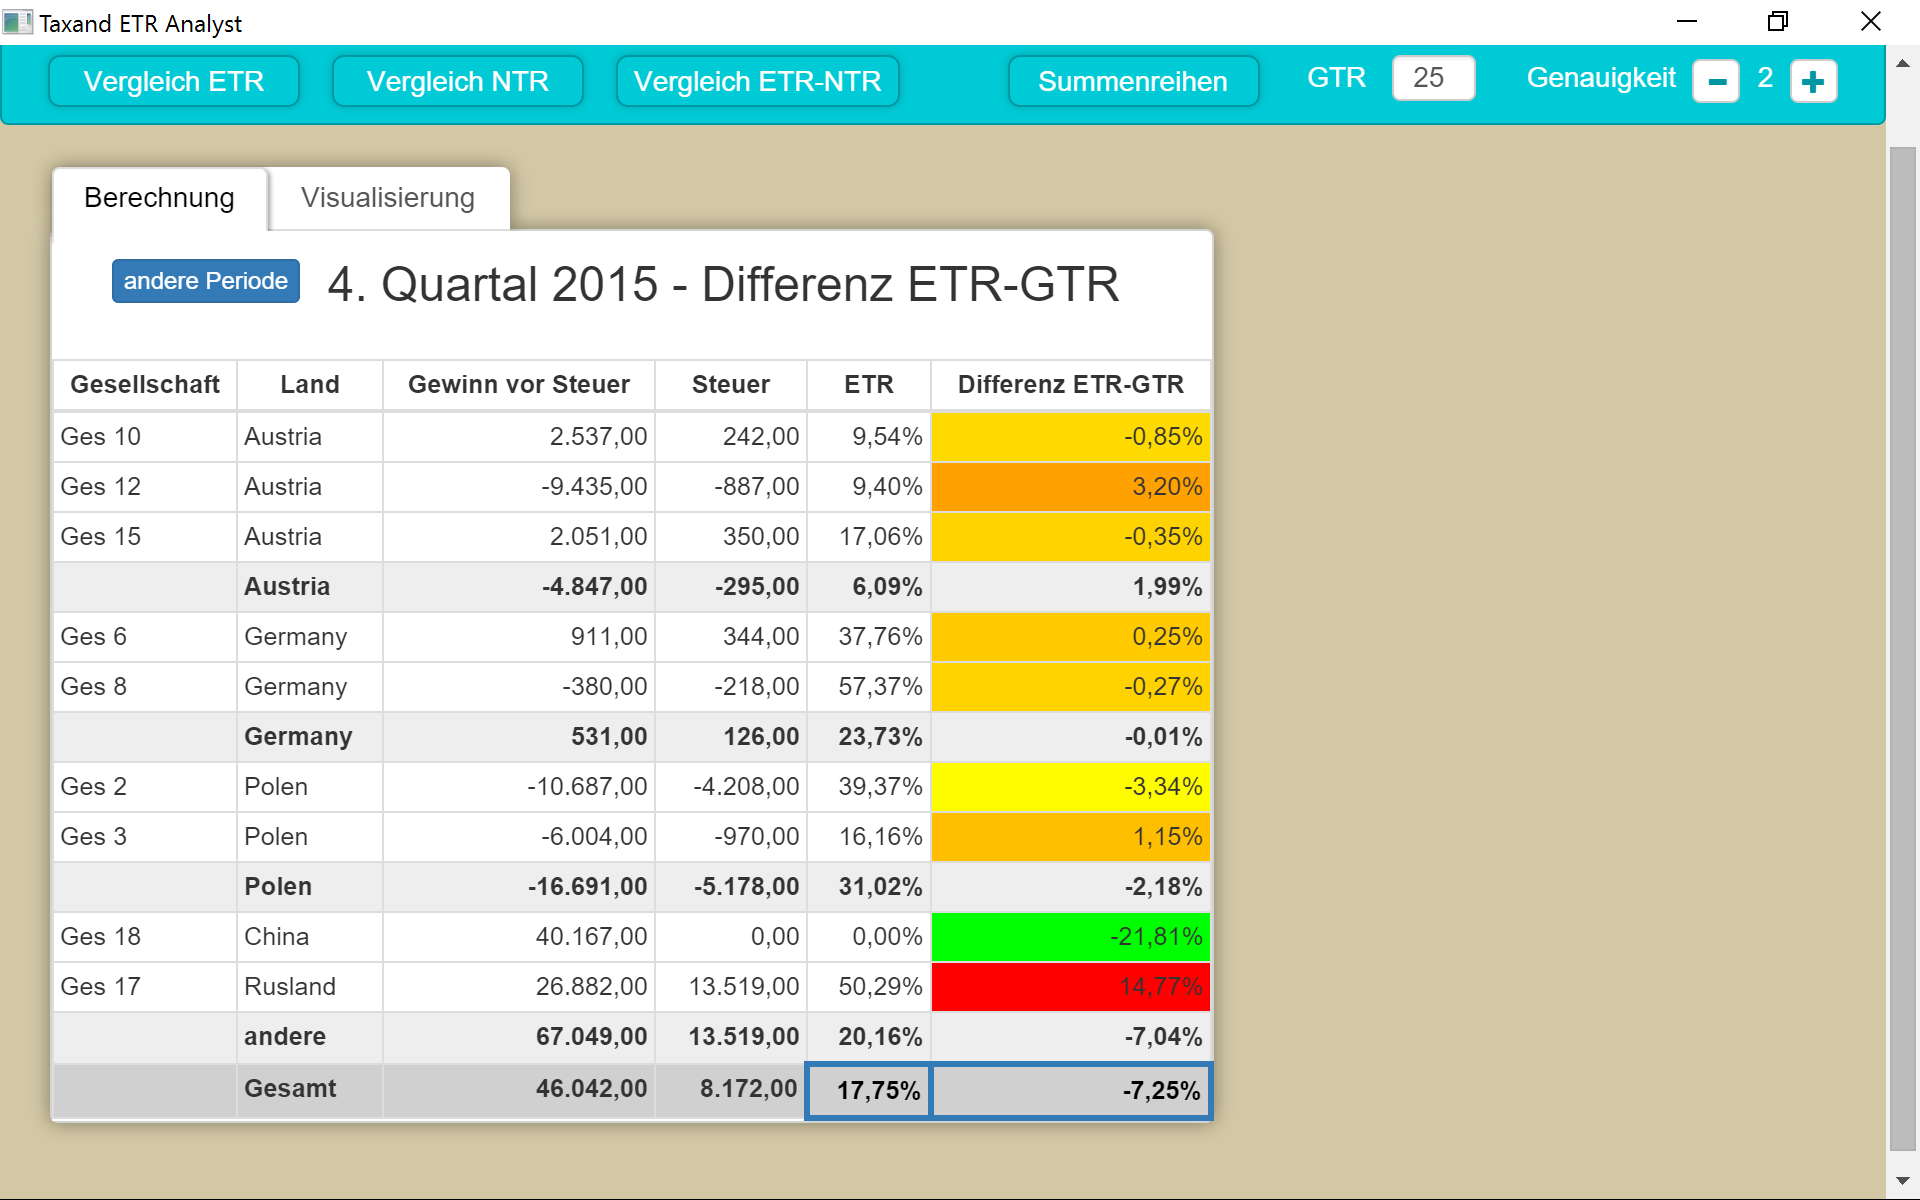 Taxand ETR Analyst
Vergleich ETR Vergleich NTR Vergleich ETR-NTR Summenreihen GTR 25 Genauigkeit - 2 +
Berechnung Visualisierung
andere Periode 4. Quartal 2015 - Differenz ETR-GTR
Gesellschaft Land Gewinn vor Steuer Steuer ETR Differenz ETR-GTR
Ges 10 Austria 2.537,00 242,00 9,54% -0,85%
Ges 12 Austria -9.435,00 -887,00 9,40% 3,20%
Ges 15 Austria 2.051,00 350,00 17,06% -0,35%
Austria -4.847,00 -295,00 6,09% 1,99%
Ges 6 Germany 911,00 344,00 37,76% 0,25%
Ges 8 Germany -380,00 -218,00 57,37% -0,27%
Germany 531,00 126,00 23,73% -0,01%
Ges 2 Polen -10.687,00 -4.208,00 39,37% -3,34%
Ges 3 Polen -6.004,00 -970,00 16,16% 1,15%
Polen -16.691,00 -5.178,00 31,02% -2,18%
Ges 18 China 40.167,00 0,00 0,00% -21,81%
Ges 17 Rusland 26.882,00 13.519,00 50,29% 14,77%
andere 67.049,00 13.519,00 20,16% -7,04%
Gesamt 46.042,00 8.172,00 17,75% -7,25%